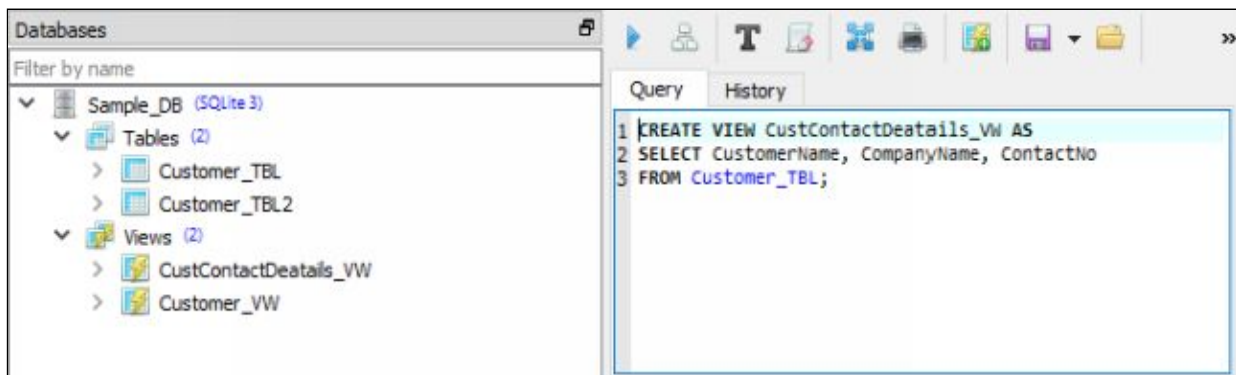 Databases
Filter by name
Sample_DB (SQLite 3)
Tables (2)
Customer_TBL
Customer_TBL2
Views (2)
CustContactDeatails_VW
Customer_VW
T
»
Query History
1 CREATE VIEW CustContactDeatails_VW AS
2 SELECT CustomerName, CompanyName, ContactNo
3 FROM Customer_TBL;